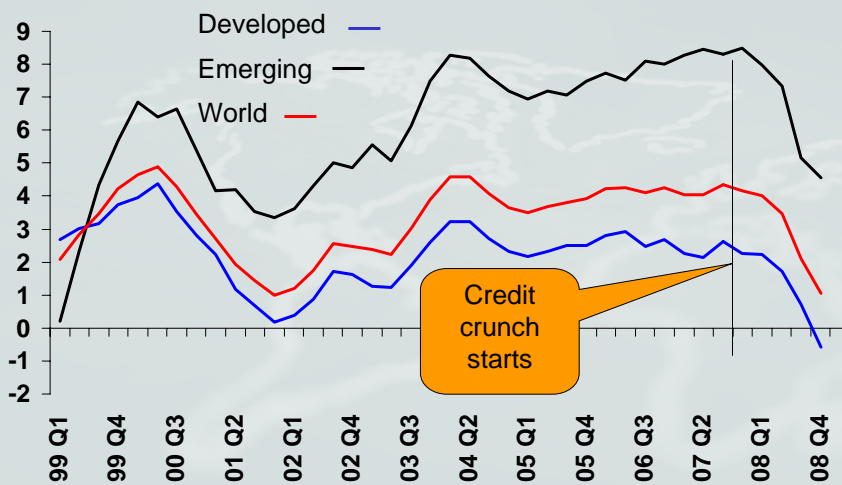 Developed
Emerging
World
9
8
7
6
5
4
3
2
1
0
-1
-2
Credit
crunch
starts
99 Q1
99 Q4
00 Q3
01 Q2
02 Q1
02 Q4
03 Q3
04 Q2
05 Q1
05 Q4
06 Q3
07 Q2
08 Q1
08 Q4